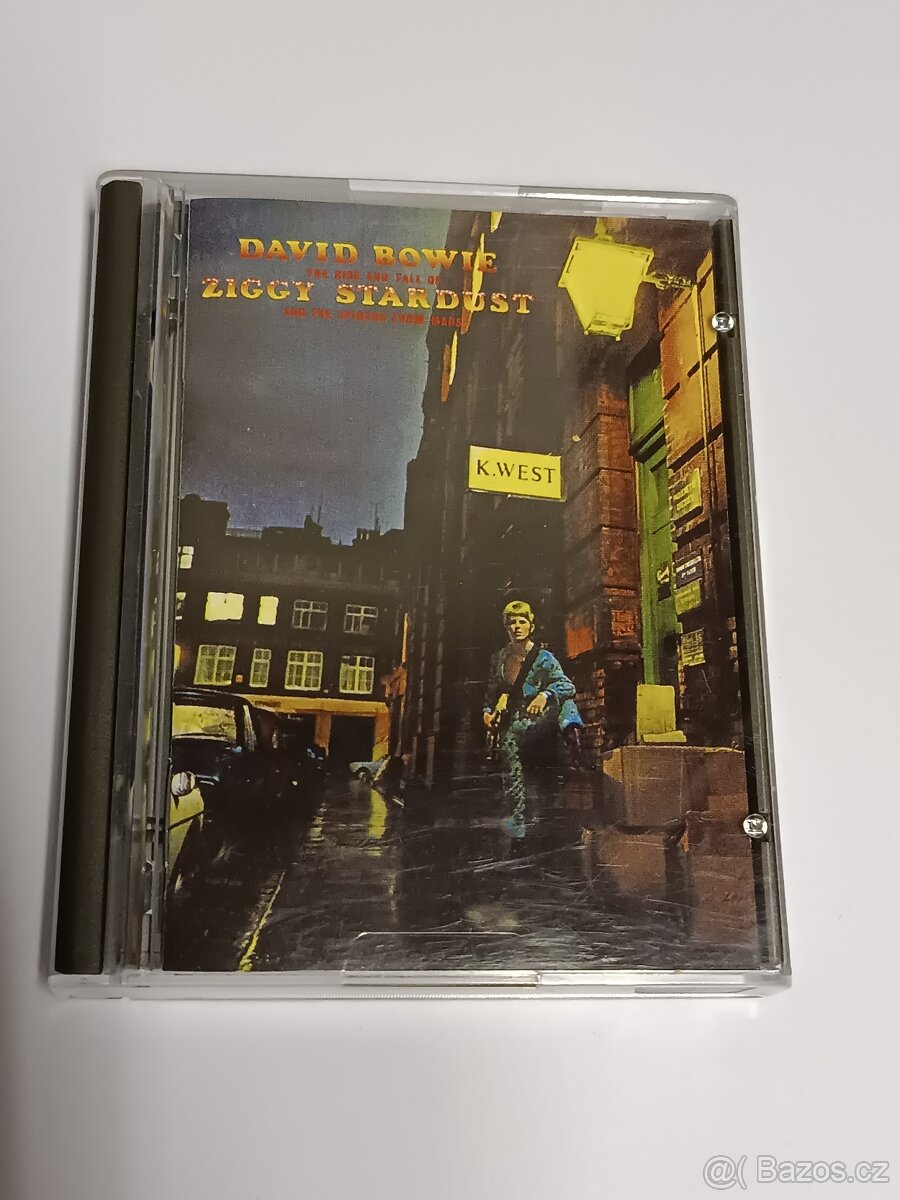 DAVID BOWIE
THE RISE AND FALL OF
ZIGGY STARDUST
AND THE SPIDERS FROM MARS
K.WEST
@( Bazos.cz